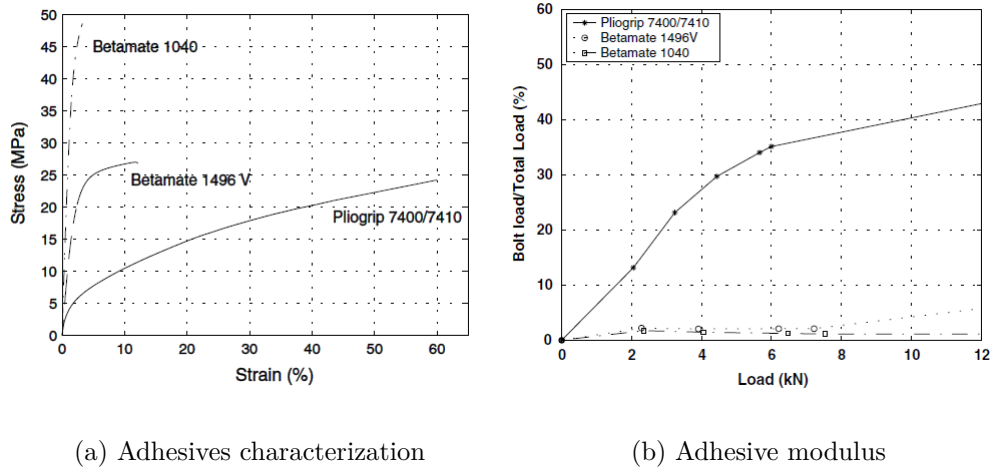 50
45
40
35
30
25
20
15
10
5
0
0 10 20 30 40 50 60
Stress (MPa)
Strain (%)
Betamate 1040
Betamate 1496 V
Pliogrip 7400/7410
60
50
40
30
20
10
0
0 2 4 6 8 10 12
Bolt load/Total Load (%)
Load (kN)
Pliogrip 7400/7410
Betamate 1496V
Betamate 1040
(a) Adhesives characterization
(b) Adhesive modulus